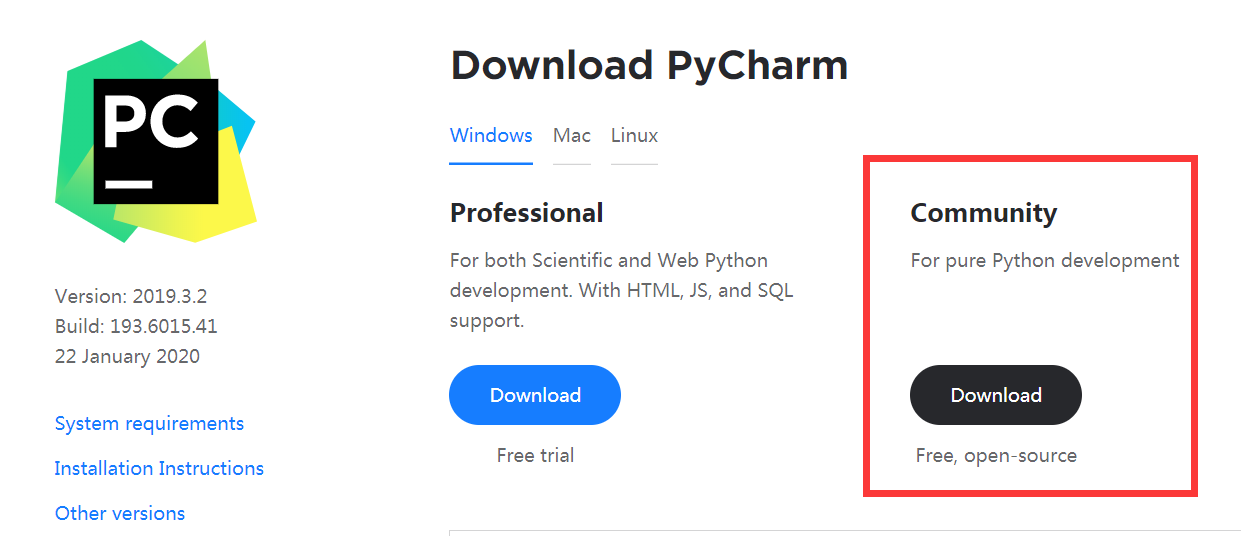 PC
Download PyCharm
Windows Mac Linux
Professional
For both Scientific and Web Python
development. With HTML, JS, and SQL
support.
Download
Free trial
Community
For pure Python development
Download
Free, open-source
Version: 2019.3.2
Build: 193.6015.41
22 January 2020
System requirements
Installation Instructions
Other versions